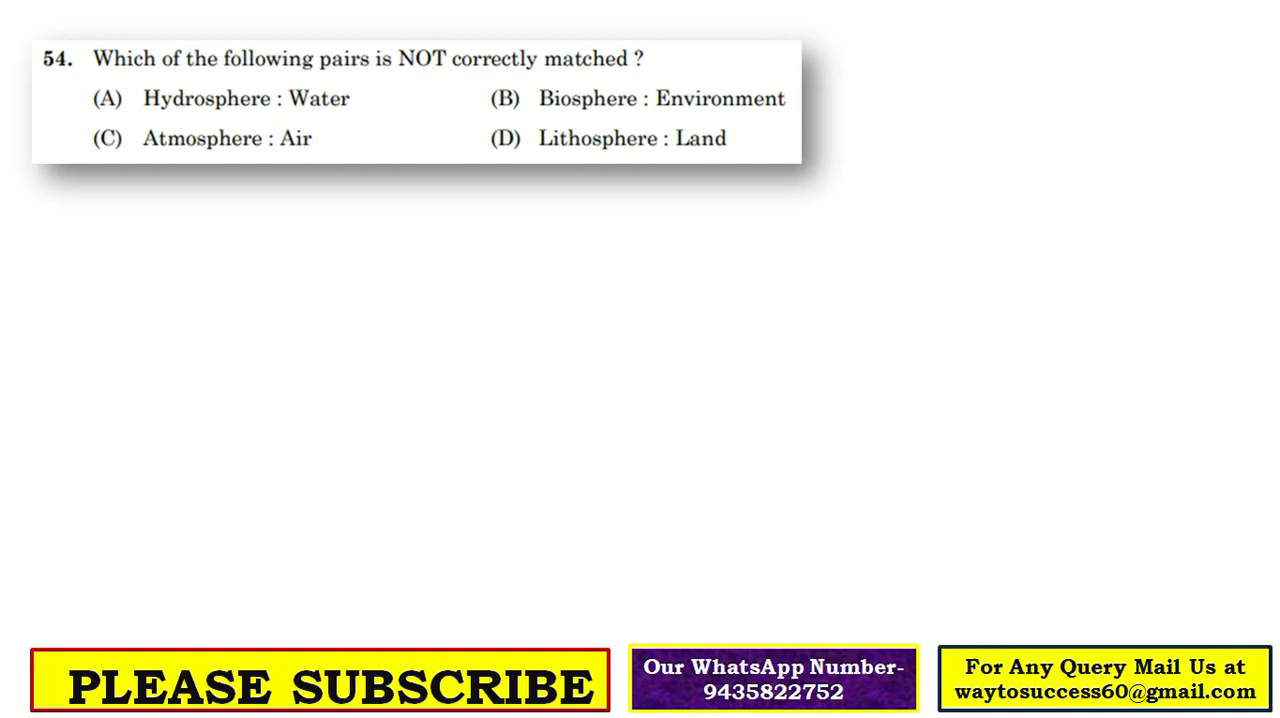 54. Which of the following pairs is NOT correctly matched ?
(A) Hydrosphere : Water (B) Biosphere : Environment
(C) Atmosphere : Air (D) Lithosphere : Land
PLEASE SUBSCRIBE
Our WhatsApp Number-
9435822752
For Any Query Mail Us at
waytosuccess60@gmail.com